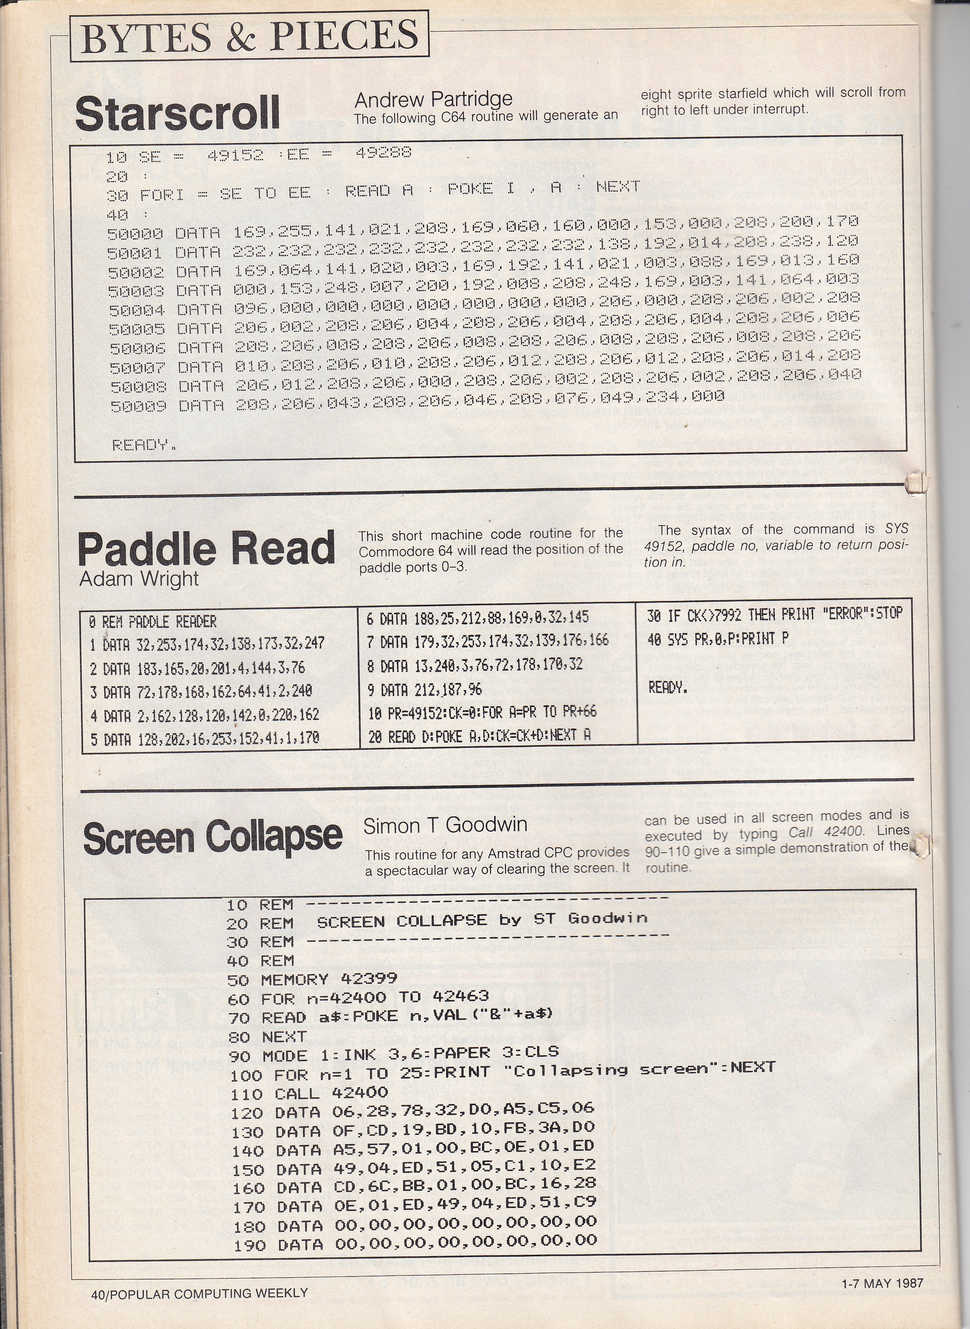 BYTES & PIECES
Starscroll
Andrew Partridge
The following C64 routine will generate an
eight sprite starfield which will scroll from
right to left under interrupt.
10 SE = 49152 :EE = 49288
20 :
30 FORI = SE TO EE : READ A : POKE I , A : NEXT
40 :
50000 DATA 169,255,141,021,208,169,060,160,000,153,000,208,200,170
50001 DATA 232,232,232,232,232,232,232,232,138,192,014,208,238,120
50002 DATA 169,064,141,020,003,169,192,141,021,003,088,169,013,160
50003 DATA 000,153,248,007,200,192,008,208,248,169,003,141,064,003
50004 DATA 096,000,000,000,000,000,000,000,206,000,208,206,002,208
50005 DATA 206,002,208,206,004,208,206,004,208,206,004,208,206,006
50006 DATA 208,206,008,208,206,008,208,206,008,208,206,008,208,206
50007 DATA 010,208,206,010,208,206,012,208,206,012,208,206,014,208
50008 DATA 206,012,208,206,000,208,206,002,208,206,002,208,206,040
50009 DATA 208,206,043,208,206,046,208,076,049,234,000
READY.
Paddle Read
Adam Wright
This short machine code routine for the
Commodore 64 will read the position of the
paddle ports 0–3.
The syntax of the command is SYS
49152, paddle no, variable to return posi-
tion in.
0 REM PADDLE READER
1 DATA 32,253,174,32,138,173,32,247
2 DATA 183,165,20,201,4,144,3,76
3 DATA 72,178,168,162,64,41,2,240
4 DATA 2,162,128,120,142,0,220,162
5 DATA 128,202,16,253,152,41,1,170
6 DATA 188,25,212,88,169,0,32,145
7 DATA 179,32,253,174,32,139,176,166
8 DATA 13,240,3,76,72,178,170,32
9 DATA 212,187,96
10 PR=49152:CK=0:FOR A=PR TO PR+66
20 READ D:POKE A,D:CK=CK+D:NEXT A
30 IF CK<>7992 THEN PRINT "ERROR":STOP
40 SYS PR,0,P:PRINT P
READY.
Screen Collapse
Simon T Goodwin
This routine for any Amstrad CPC provides
a spectacular way of clearing the screen. It
can be used in all screen modes and is
executed by typing Call 42400. Lines
90–110 give a simple demonstration of the
routine.
10 REM --------------------------------
20 REM SCREEN COLLAPSE by ST Goodwin
30 REM --------------------------------
40 REM
50 MEMORY 42399
60 FOR n=42400 TO 42463
70 READ a$:POKE n,VAL("&"+a$)
80 NEXT
90 MODE 1:INK 3,6:PAPER 3:CLS
100 FOR n=1 TO 25:PRINT "Collapsing screen":NEXT
110 CALL 42400
120 DATA 06,28,78,32,D0,A5,C5,06
130 DATA 0F,CD,19,BD,10,FB,3A,D0
140 DATA A5,57,01,00,BC,0E,01,ED
150 DATA 49,04,ED,51,05,C1,10,E2
160 DATA CD,6C,BB,01,00,BC,16,28
170 DATA 0E,01,ED,49,04,ED,51,C9
180 DATA 00,00,00,00,00,00,00,00
190 DATA 00,00,00,00,00,00,00,00
40/POPULAR COMPUTING WEEKLY
1-7 MAY 1987